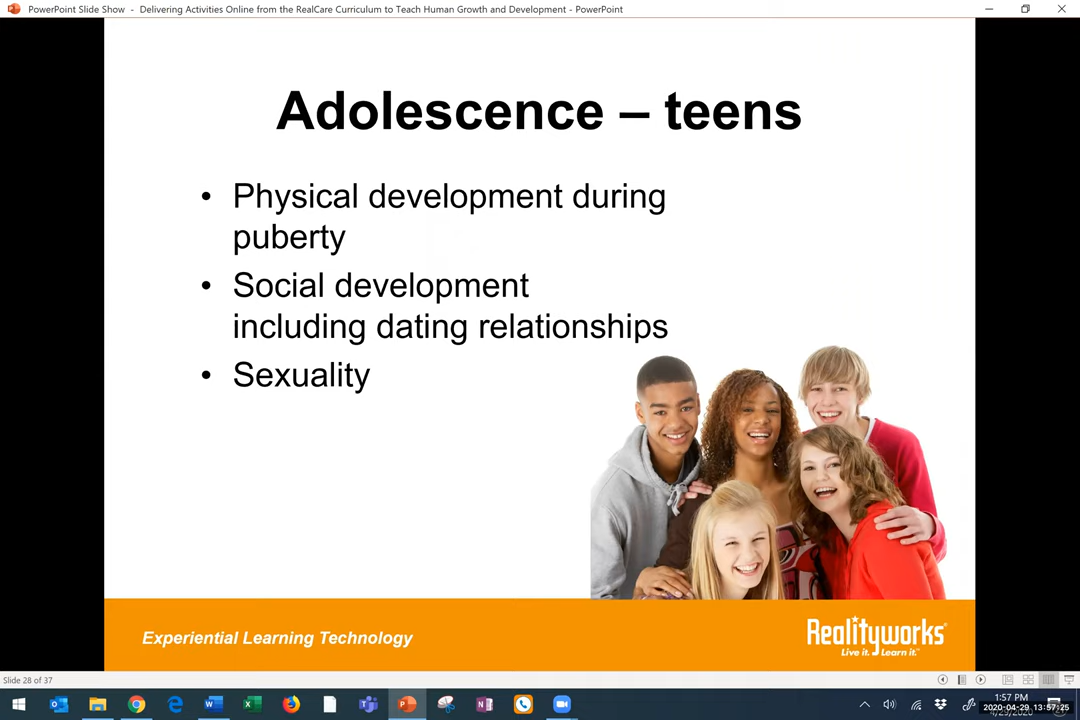 PowerPoint Slide Show - Delivering Activities Online from the RealCare Curriculum to Teach Human Growth and Development - PowerPoint
Adolescence – teens
• Physical development during
puberty
• Social development
including dating relationships
• Sexuality
Experiential Learning Technology
Realityworks®
Live it. Learn it.™
Slide 28 of 37
1:57 PM
2020-04-29 13:57:25